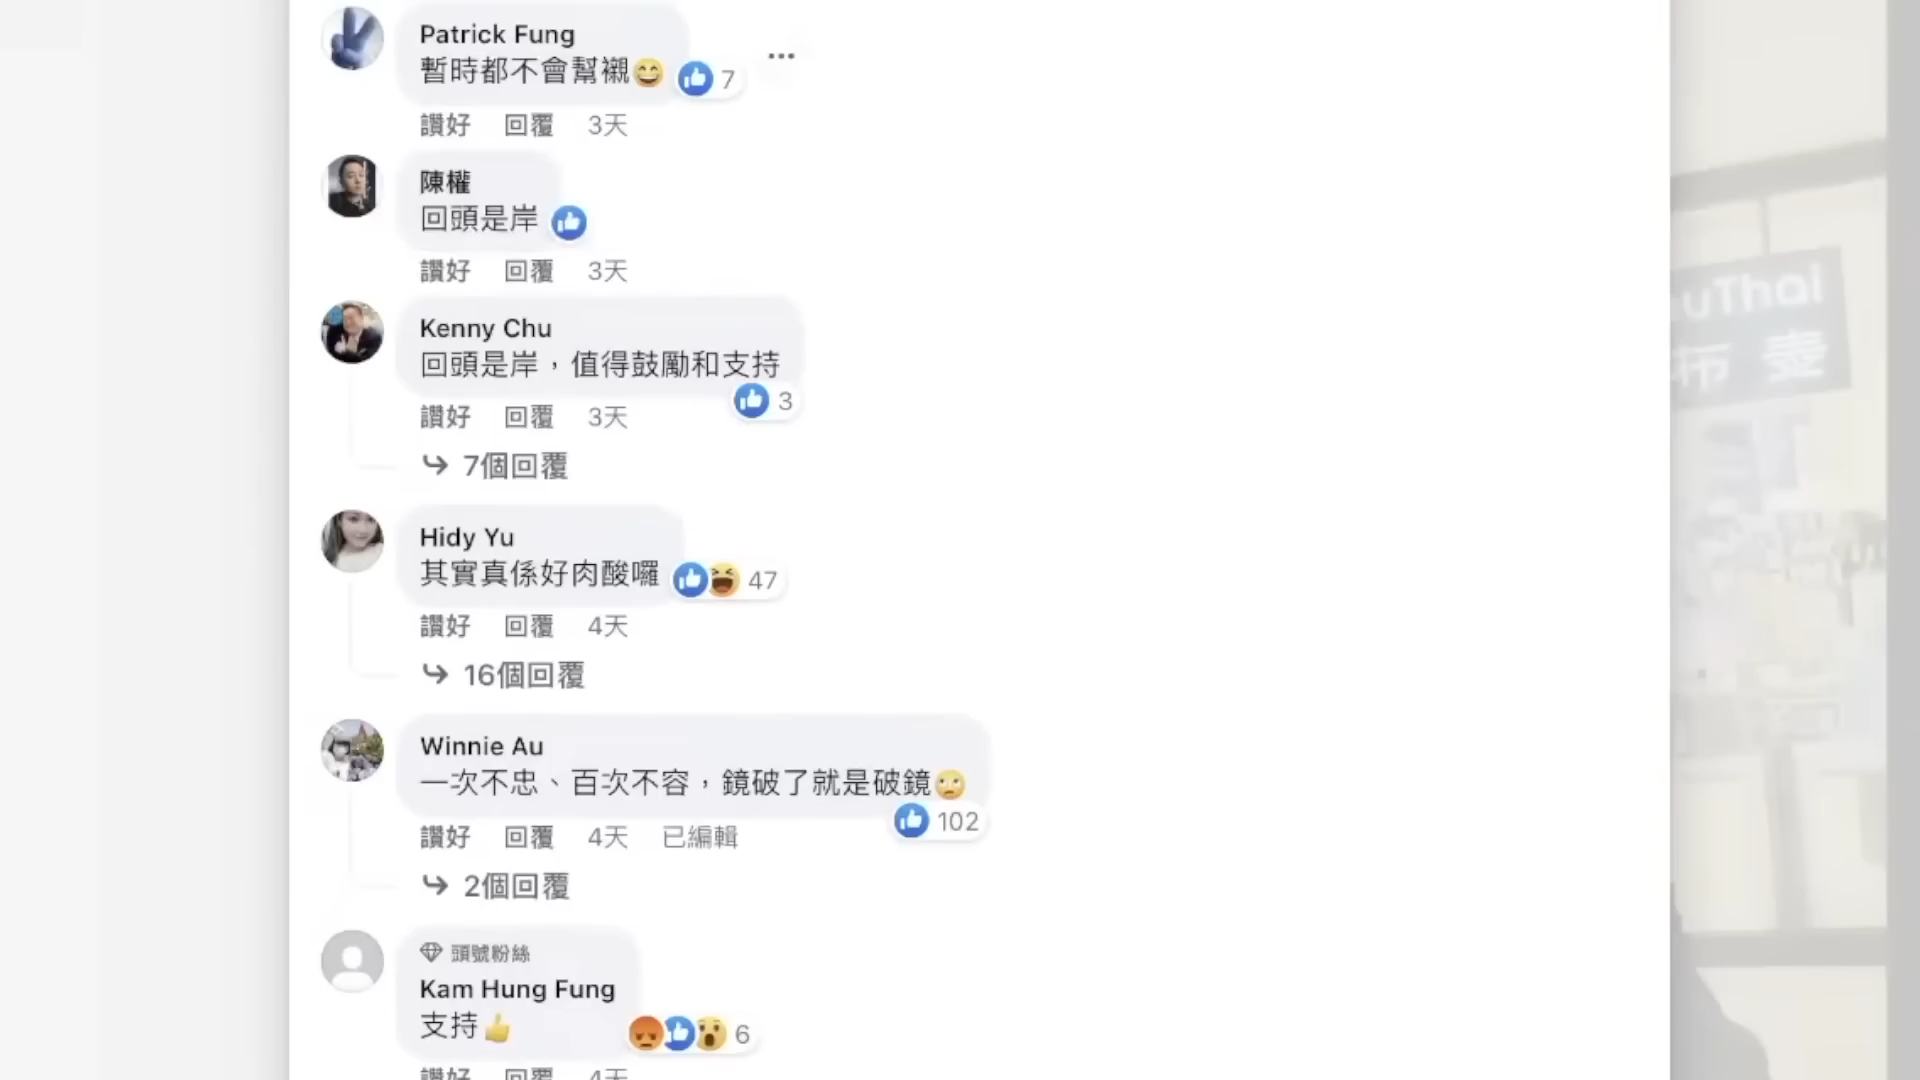 Patrick Fung
暫時都不會幫襯😄 7
讚好 回覆 3天
陳權
回頭是岸
讚好 回覆 3天
Kenny Chu
回頭是岸，值得鼓勵和支持
3
讚好 回覆 3天
7個回覆
Hidy Yu
其實真係好肉酸囉 47
讚好 回覆 4天
16個回覆
Winnie Au
一次不忠、百次不容，鏡破了就是破鏡🙄
102
讚好 回覆 4天 已編輯
2個回覆
頭號粉絲
Kam Hung Fung
支持👍 6
讚好 回覆 4天
uThai
布 壹